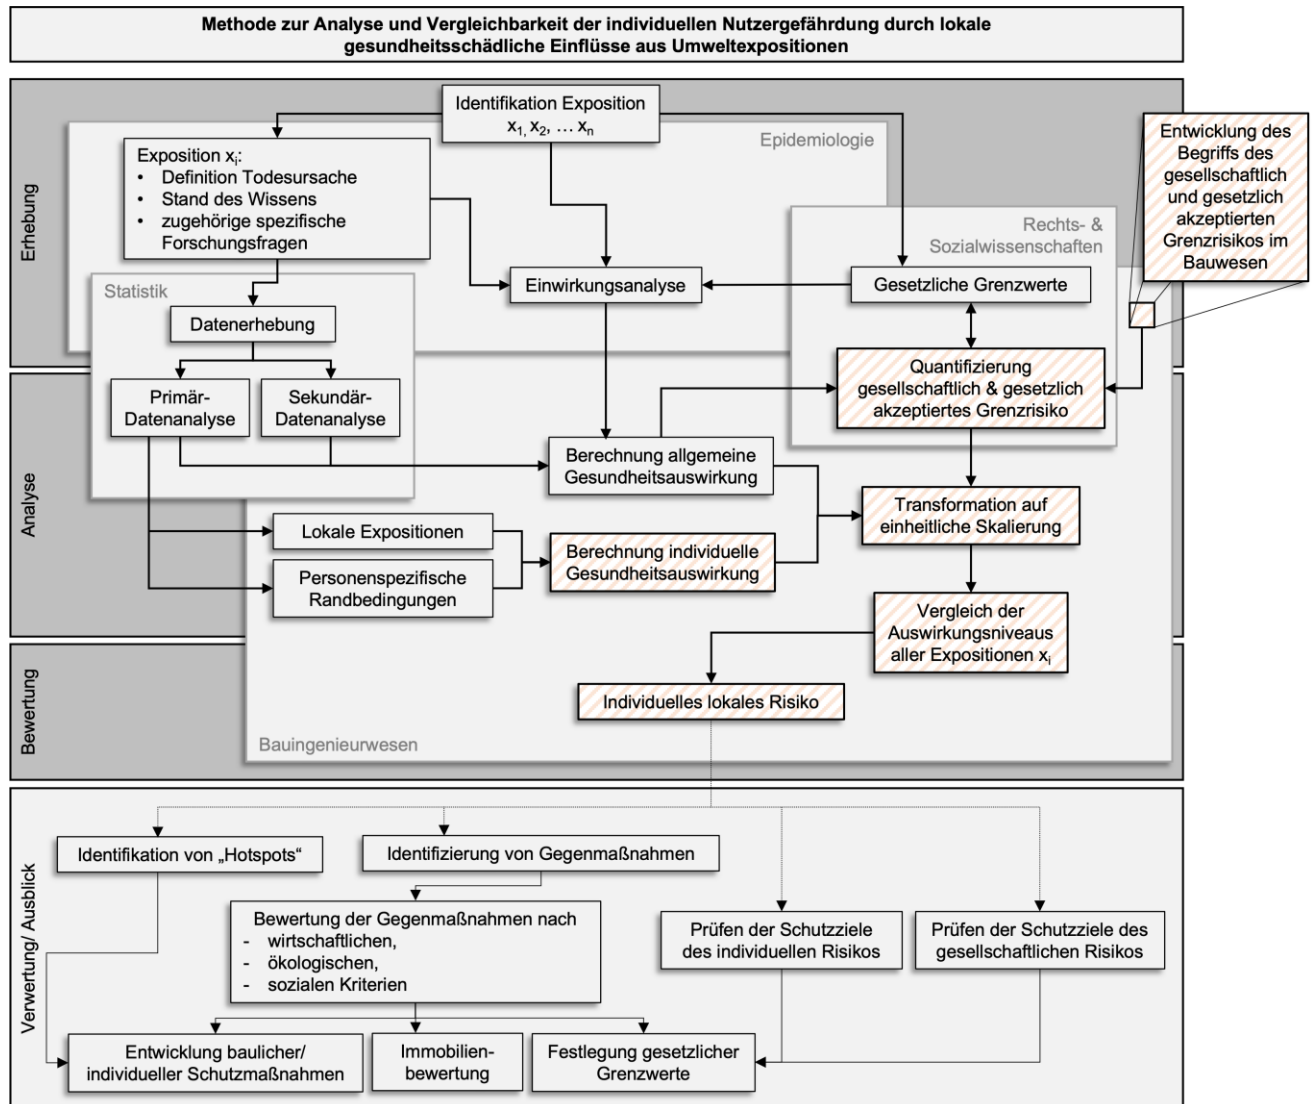 Methode zur Analyse und Vergleichbarkeit der individuellen Nutzergefährdung durch lokale
gesundheitsschädliche Einflüsse aus Umweltexpositionen
Erhebung
Identifikation Exposition
x1, x2, … xn
Epidemiologie
Exposition xi:
• Definition Todesursache
• Stand des Wissens
• zugehörige spezifische
Forschungsfragen
Entwicklung des
Begriffs des
gesellschaftlich
und gesetzlich
akzeptierten
Grenzrisikos im
Bauwesen
Rechts- &
Sozialwissenschaften
Statistik
Einwirkungsanalyse
Gesetzliche Grenzwerte
Datenerhebung
Analyse
Primär-
Datenanalyse
Sekundär-
Datenanalyse
Quantifizierung
gesellschaftlich & gesetzlich
akzeptiertes Grenzrisiko
Berechnung allgemeine
Gesundheitsauswirkung
Transformation auf
einheitliche Skalierung
Lokale Expositionen
Personenspezifische
Randbedingungen
Berechnung individuelle
Gesundheitsauswirkung
Vergleich der
Auswirkungsniveaus
aller Expositionen xi
Bewertung
Individuelles lokales Risiko
Bauingenieurwesen
Verwertung/ Ausblick
Identifikation von „Hotspots“
Identifizierung von Gegenmaßnahmen
Bewertung der Gegenmaßnahmen nach
- wirtschaftlichen,
- ökologischen,
- sozialen Kriterien
Prüfen der Schutzziele
des individuellen Risikos
Prüfen der Schutzziele des
gesellschaftlichen Risikos
Entwicklung baulicher/
individueller Schutzmaßnahmen
Immobilien-
bewertung
Festlegung gesetzlicher
Grenzwerte